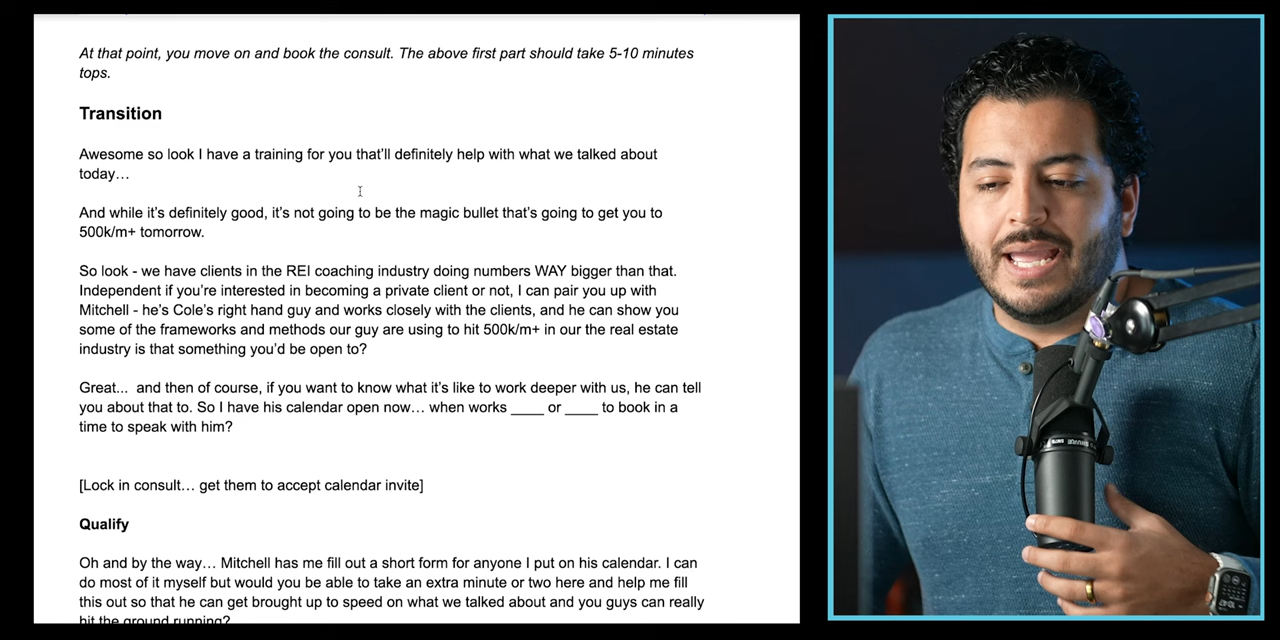 At that point, you move on and book the consult. The above first part should take 5-10 minutes
tops.
Transition
Awesome so look I have a training for you that’ll definitely help with what we talked about
today…
And while it’s definitely good, it’s not going to be the magic bullet that’s going to get you to
500k/m+ tomorrow.
So look - we have clients in the REI coaching industry doing numbers WAY bigger than that.
Independent if you’re interested in becoming a private client or not, I can pair you up with
Mitchell - he’s Cole’s right hand guy and works closely with the clients, and he can show you
some of the frameworks and methods our guy are using to hit 500k/m+ in our the real estate
industry is that something you’d be open to?
Great... and then of course, if you want to know what it’s like to work deeper with us, he can tell
you about that to. So I have his calendar open now… when works ____ or ____ to book in a
time to speak with him?
[Lock in consult… get them to accept calendar invite]
Qualify
Oh and by the way… Mitchell has me fill out a short form for anyone I put on his calendar. I can
do most of it myself but would you be able to take an extra minute or two here and help me fill
this out so that he can get brought up to speed on what we talked about and you guys can really
hit the ground running?
SHURE SM7B